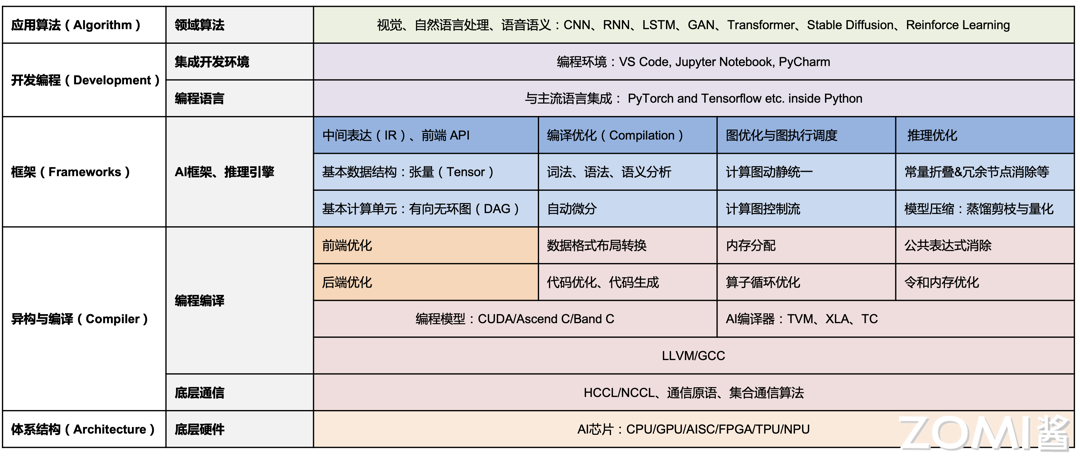 应用算法（Algorithm）
领域算法
视觉、自然语言处理、语音语义：CNN、RNN、LSTM、GAN、Transformer、Stable Diffusion、Reinforce Learning
开发编程（Development）
集成开发环境
编程环境：VS Code, Jupyter Notebook, PyCharm
编程语言
与主流语言集成： PyTorch and Tensorflow etc. inside Python
框架（Frameworks）
AI框架、推理引擎
中间表达（IR）、前端 API
编译优化（Compilation）
图优化与图执行调度
推理优化
基本数据结构：张量（Tensor）
词法、语法、语义分析
计算图动静统一
常量折叠&冗余节点消除等
基本计算单元：有向无环图（DAG）
自动微分
计算图控制流
模型压缩：蒸馏剪枝与量化
异构与编译（Compiler）
编程编译
前端优化
数据格式布局转换
内存分配
公共表达式消除
后端优化
代码优化、代码生成
算子循环优化
令和内存优化
编程模型：CUDA/Ascend C/Band C
AI编译器：TVM、XLA、TC
LLVM/GCC
底层通信
HCCL/NCCL、通信原语、集合通信算法
体系结构（Architecture）
底层硬件
AI芯片：CPU/GPU/AISC/FPGA/TPU/NPU
ZOMI酱